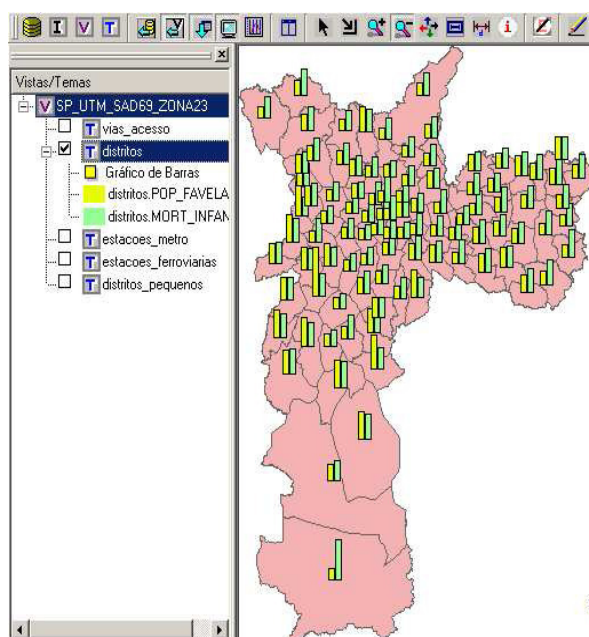 Vistas/Temas
SP_UTM_SAD69_ZONA23
vias_acesso
distritos
Gráfico de Barras
distritos.POP_FAVELA
distritos.MORT_INFAN
estacoes_metro
estacoes_ferroviarias
distritos_pequenos